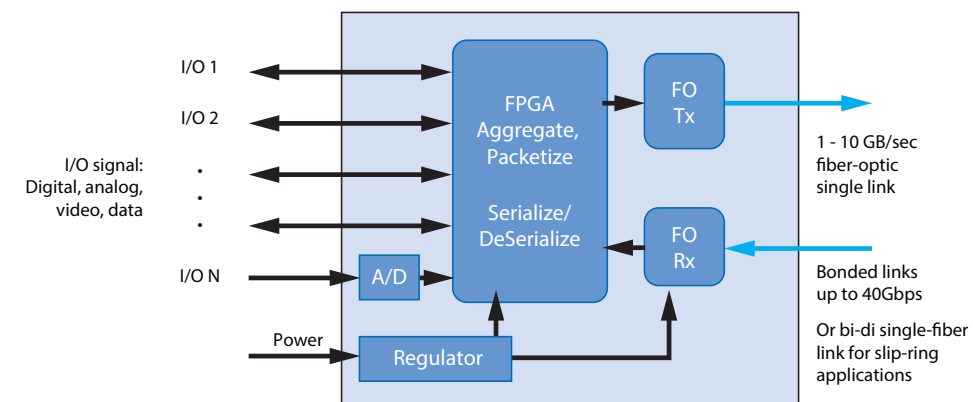 I/O 1
I/O 2
I/O signal:
Digital, analog,
video, data
I/O N
Power
A/D
Regulator
FPGA
Aggregate,
Packetize
Serialize/
DeSerialize
FO
Tx
FO
Rx
1 - 10 GB/sec
fiber-optic
single link
Bonded links
up to 40Gbps
Or bi-di single-fiber
link for slip-ring
applications